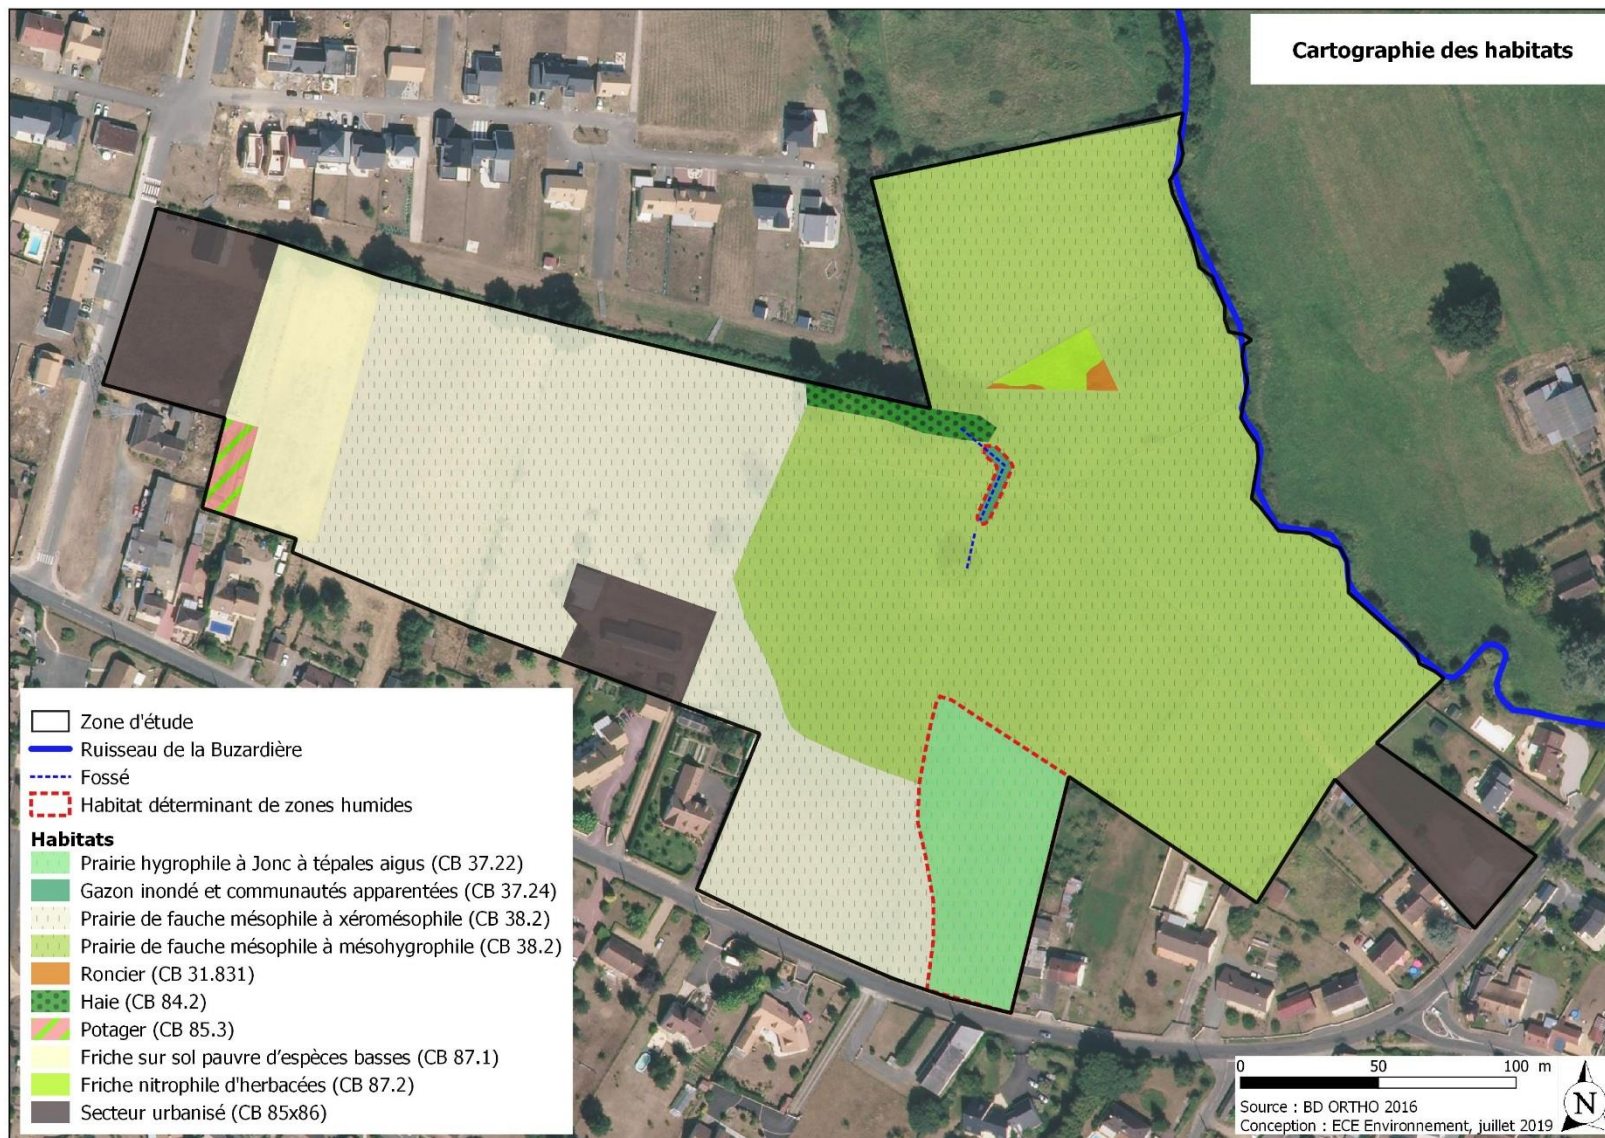 Cartographie des habitats
Zone d'étude
Ruisseau de la Buzardière
Fossé
Habitat déterminant de zones humides
Habitats
Prairie hygrophile à Jonc à tépales aigus (CB 37.22)
Gazon inondé et communautés apparentées (CB 37.24)
Prairie de fauche mésophile à xéromésophile (CB 38.2)
Prairie de fauche mésophile à mésohygrophile (CB 38.2)
Roncier (CB 31.831)
Haie (CB 84.2)
Potager (CB 85.3)
Friche sur sol pauvre d’espèces basses (CB 87.1)
Friche nitrophile d'herbacées (CB 87.2)
Secteur urbanisé (CB 85x86)
0 50 100 m
Source : BD ORTHO 2016
Conception : ECE Environnement, juillet 2019
N